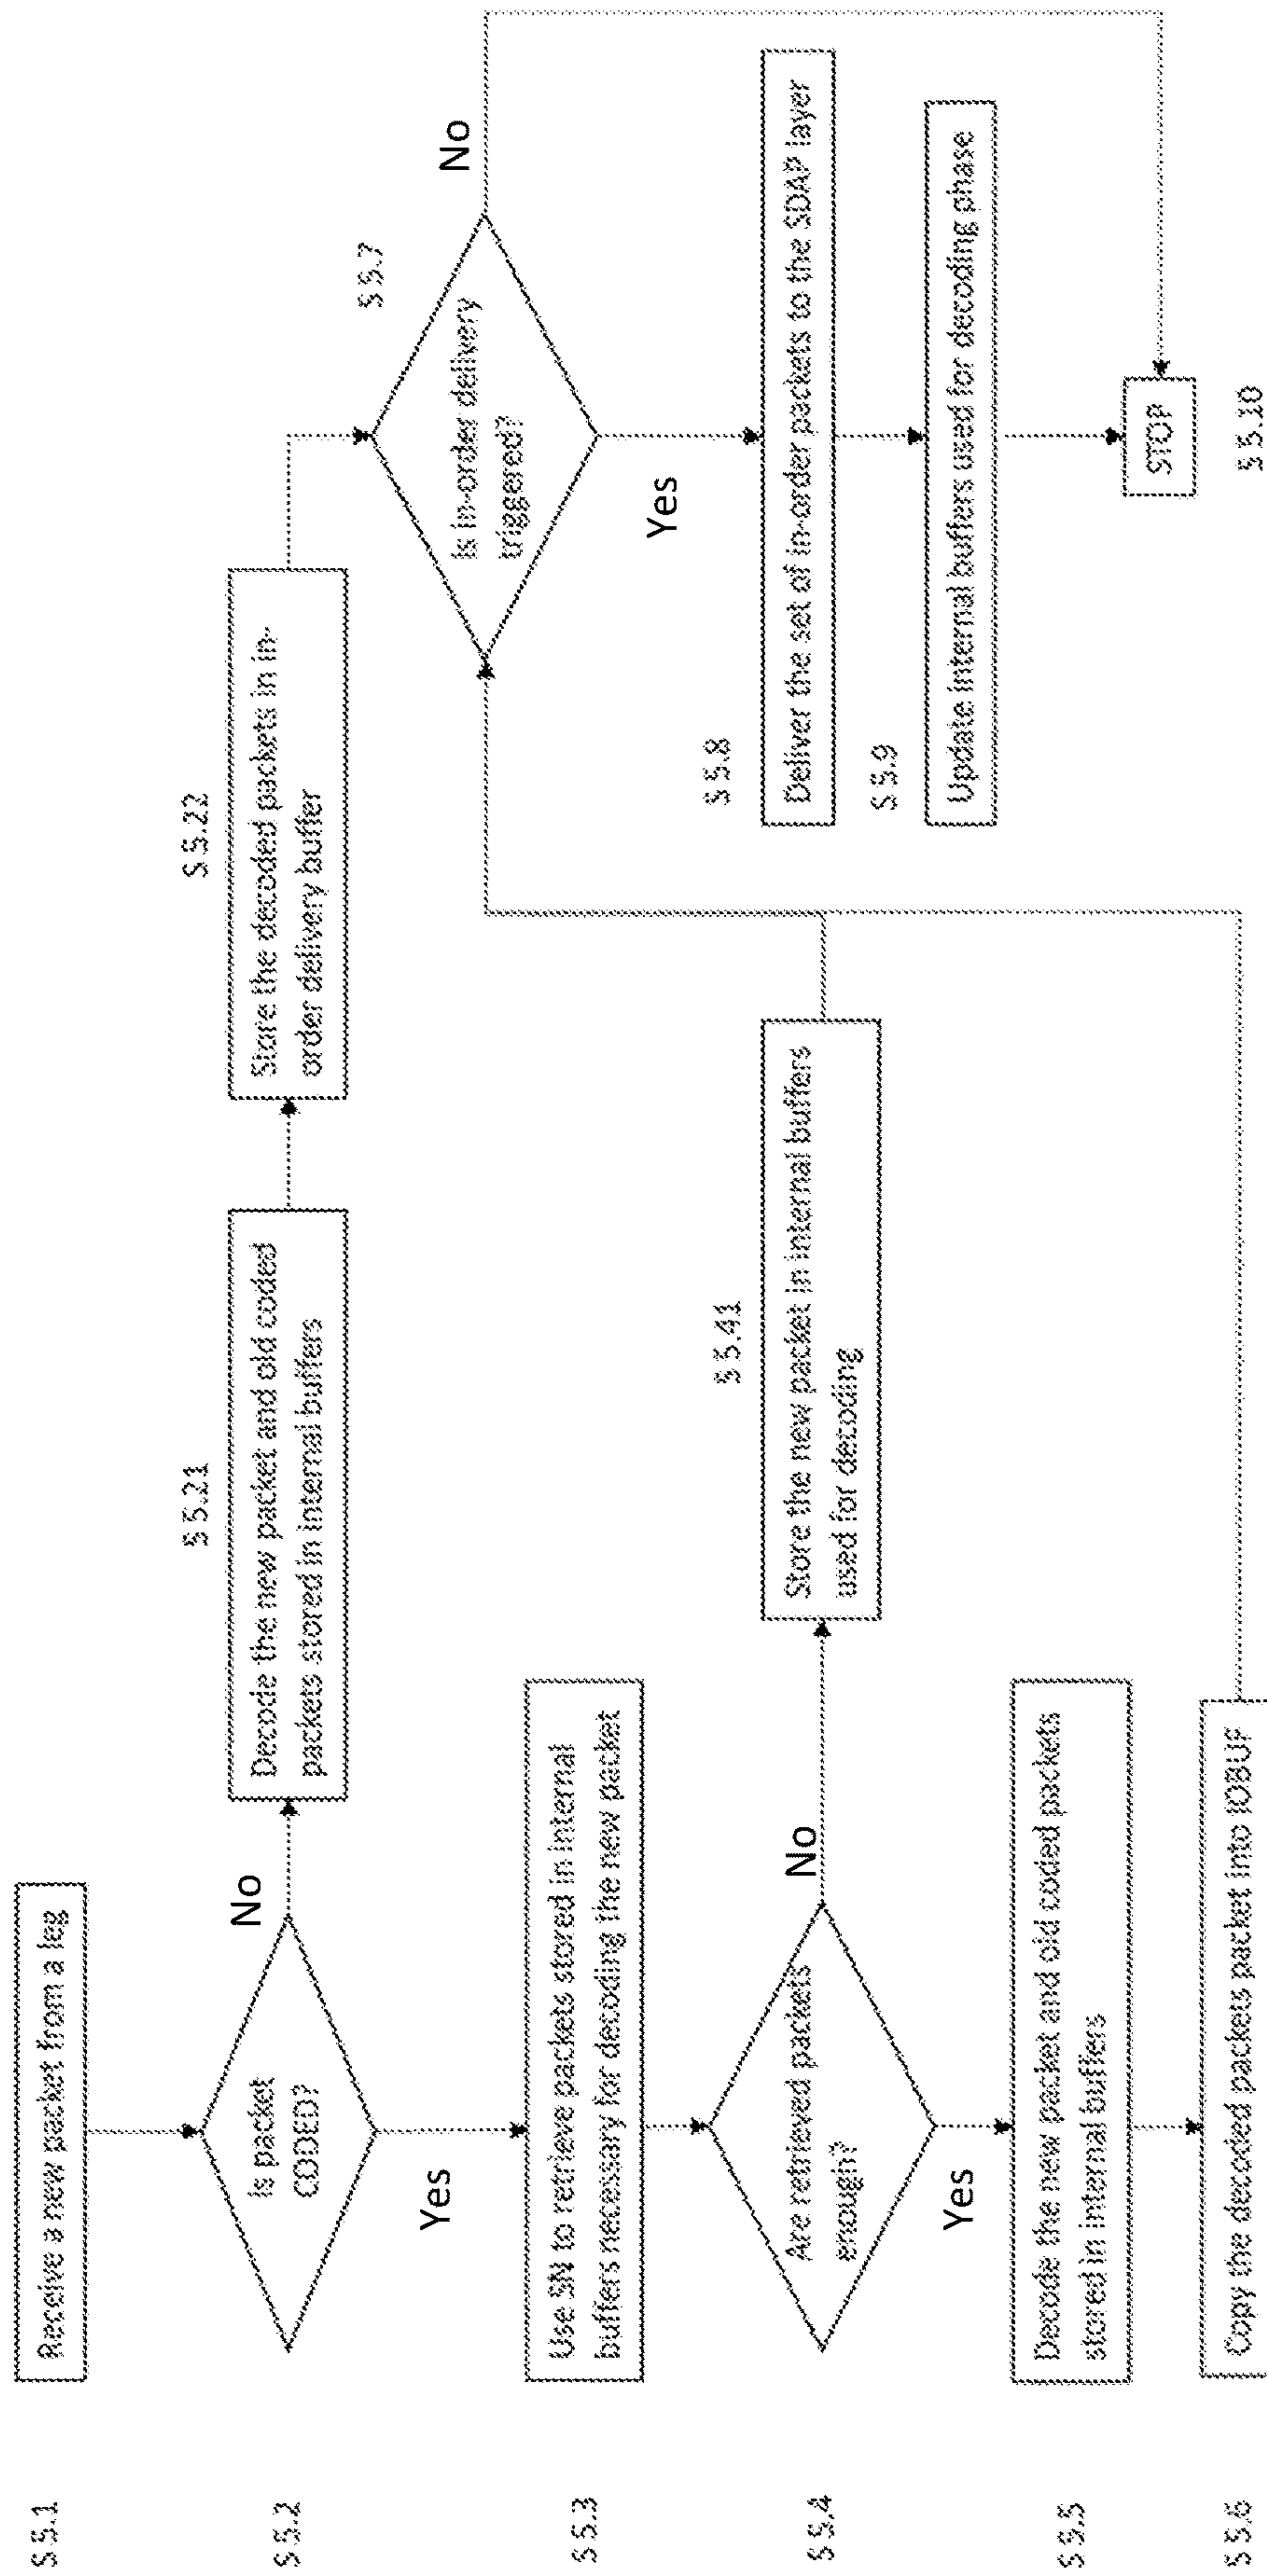 S 5.1
Receive a new packet from a leg
S 5.2
Is packet
CODED?
No
Yes
S 5.21
Decode the new packet and old coded
packets stored in internal buffers
S 5.22
Store the decoded packets in in-
order delivery buffer
S 5.3
Use SN to retrieve packets stored in internal
buffers necessary for decoding the new packet
S 5.4
Are retrieved packets
enough?
No
Yes
S 5.41
Store the new packet in internal buffers
used for decoding
S 5.5
Decode the new packet and old coded packets
stored in internal buffers
S 5.6
Copy the decoded packets packet into IOBUF
S 5.7
Is in-order delivery
triggered?
No
Yes
S 5.8
Deliver the set of in-order packets to the SDAP layer
S 5.9
Update internal buffers used for decoding phase
STOP
S 5.10